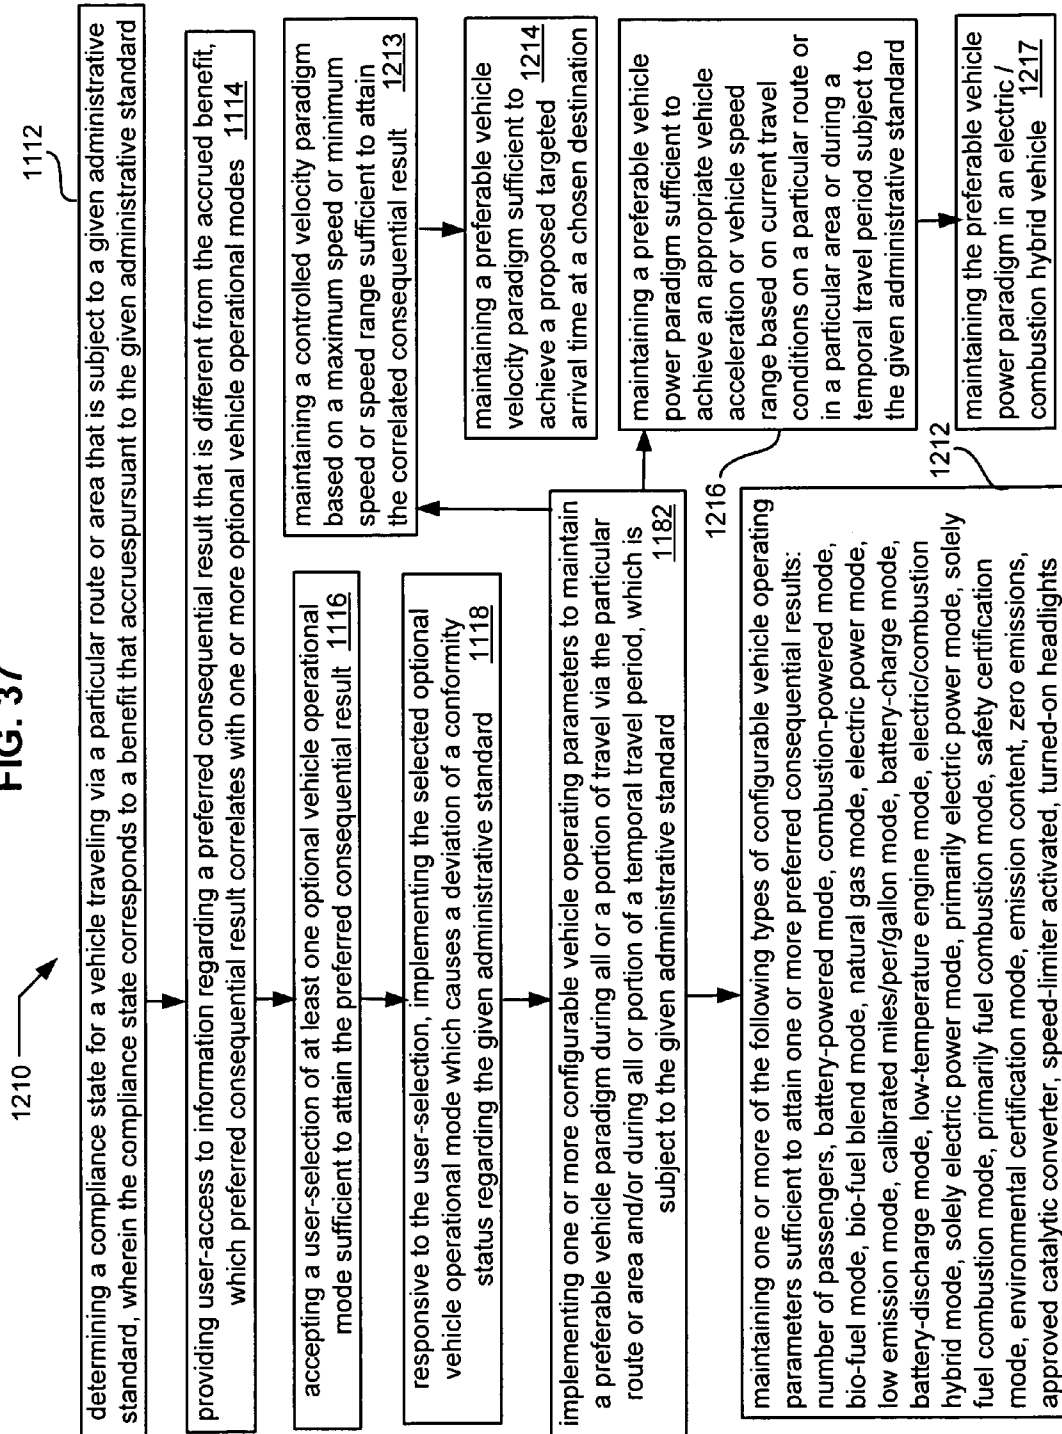 FIG. 37
1210
1112
determining a compliance state for a vehicle traveling via a particular route or area that is subject to a given administrative
standard, wherein the compliance state corresponds to a benefit that accruespursuant to the given administrative standard
providing user-access to information regarding a preferred consequential result that is different from the accrued benefit,
which preferred consequential result correlates with one or more optional vehicle operational modes 1114
accepting a user-selection of at least one optional vehicle operational
mode sufficient to attain the preferred consequential result 1116
responsive to the user-selection, implementing the selected optional
vehicle operational mode which causes a deviation of a conformity
status regarding the given administrative standard 1118
implementing one or more configurable vehicle operating parameters to maintain
a preferable vehicle paradigm during all or a portion of travel via the particular
route or area and/or during all or portion of a temporal travel period, which is
subject to the given administrative standard 1182
maintaining a controlled velocity paradigm
based on a maximum speed or minimum
speed or speed range sufficient to attain
the correlated consequential result 1213
maintaining a preferable vehicle
velocity paradigm sufficient to
achieve a proposed targeted 1214
arrival time at a chosen destination
1216
maintaining a preferable vehicle
power paradigm sufficient to
achieve an appropriate vehicle
acceleration or vehicle speed
range based on current travel
conditions on a particular route or
in a particular area or during a
temporal travel period subject to
the given administrative standard
maintaining the preferable vehicle
power paradigm in an electric/
combustion hybrid vehicle 1217
1212
maintaining one or more of the following types of configurable vehicle operating
parameters sufficient to attain one or more preferred consequential results:
number of passengers, battery-powered mode, combustion-powered mode,
bio-fuel mode, bio-fuel blend mode, natural gas mode, electric power mode,
low emission mode, calibrated miles/per/gallon mode, battery-charge mode,
battery-discharge mode, low-temperature engine mode, electric/combustion
hybrid mode, solely electric power mode, primarily electric power mode, solely
fuel combustion mode, primarily fuel combustion mode, safety certification
mode, environmental certification mode, emission content, zero emissions,
approved catalytic converter, speed-limiter activated, turned-on headlights